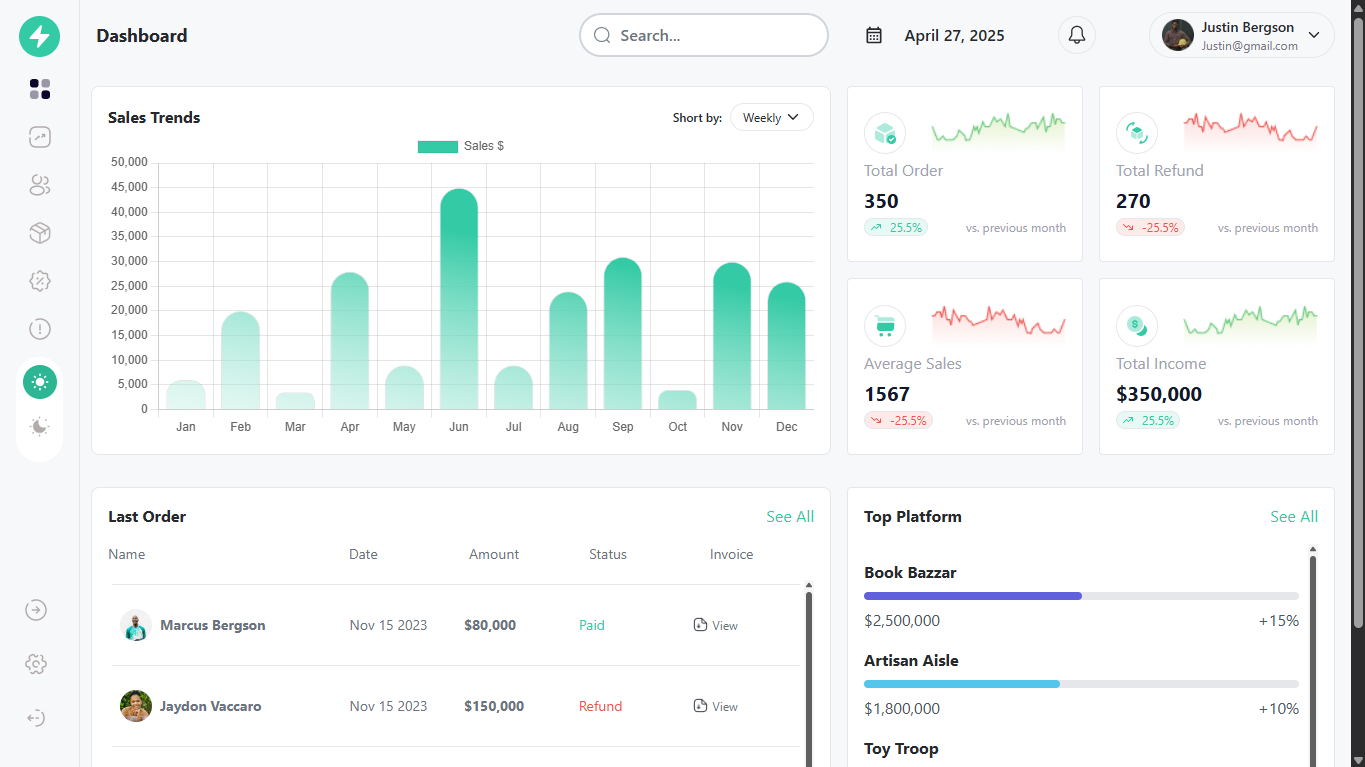 Dashboard
Search...
April 27, 2025
Justin Bergson
Justin@gmail.com
Sales Trends
Short by:
Weekly
Sales $
50,000
45,000
40,000
35,000
30,000
25,000
20,000
15,000
10,000
5,000
0
Jan Feb Mar Apr May Jun Jul Aug Sep Oct Nov Dec
Total Order
350
25.5%
vs. previous month
Total Refund
270
-25.5%
vs. previous month
Average Sales
1567
-25.5%
vs. previous month
Total Income
$350,000
25.5%
vs. previous month
Last Order
See All
Name Date Amount Status Invoice
Marcus Bergson Nov 15 2023 $80,000 Paid View
Jaydon Vaccaro Nov 15 2023 $150,000 Refund View
Top Platform
See All
Book Bazzar
$2,500,000 +15%
Artisan Aisle
$1,800,000 +10%
Toy Troop